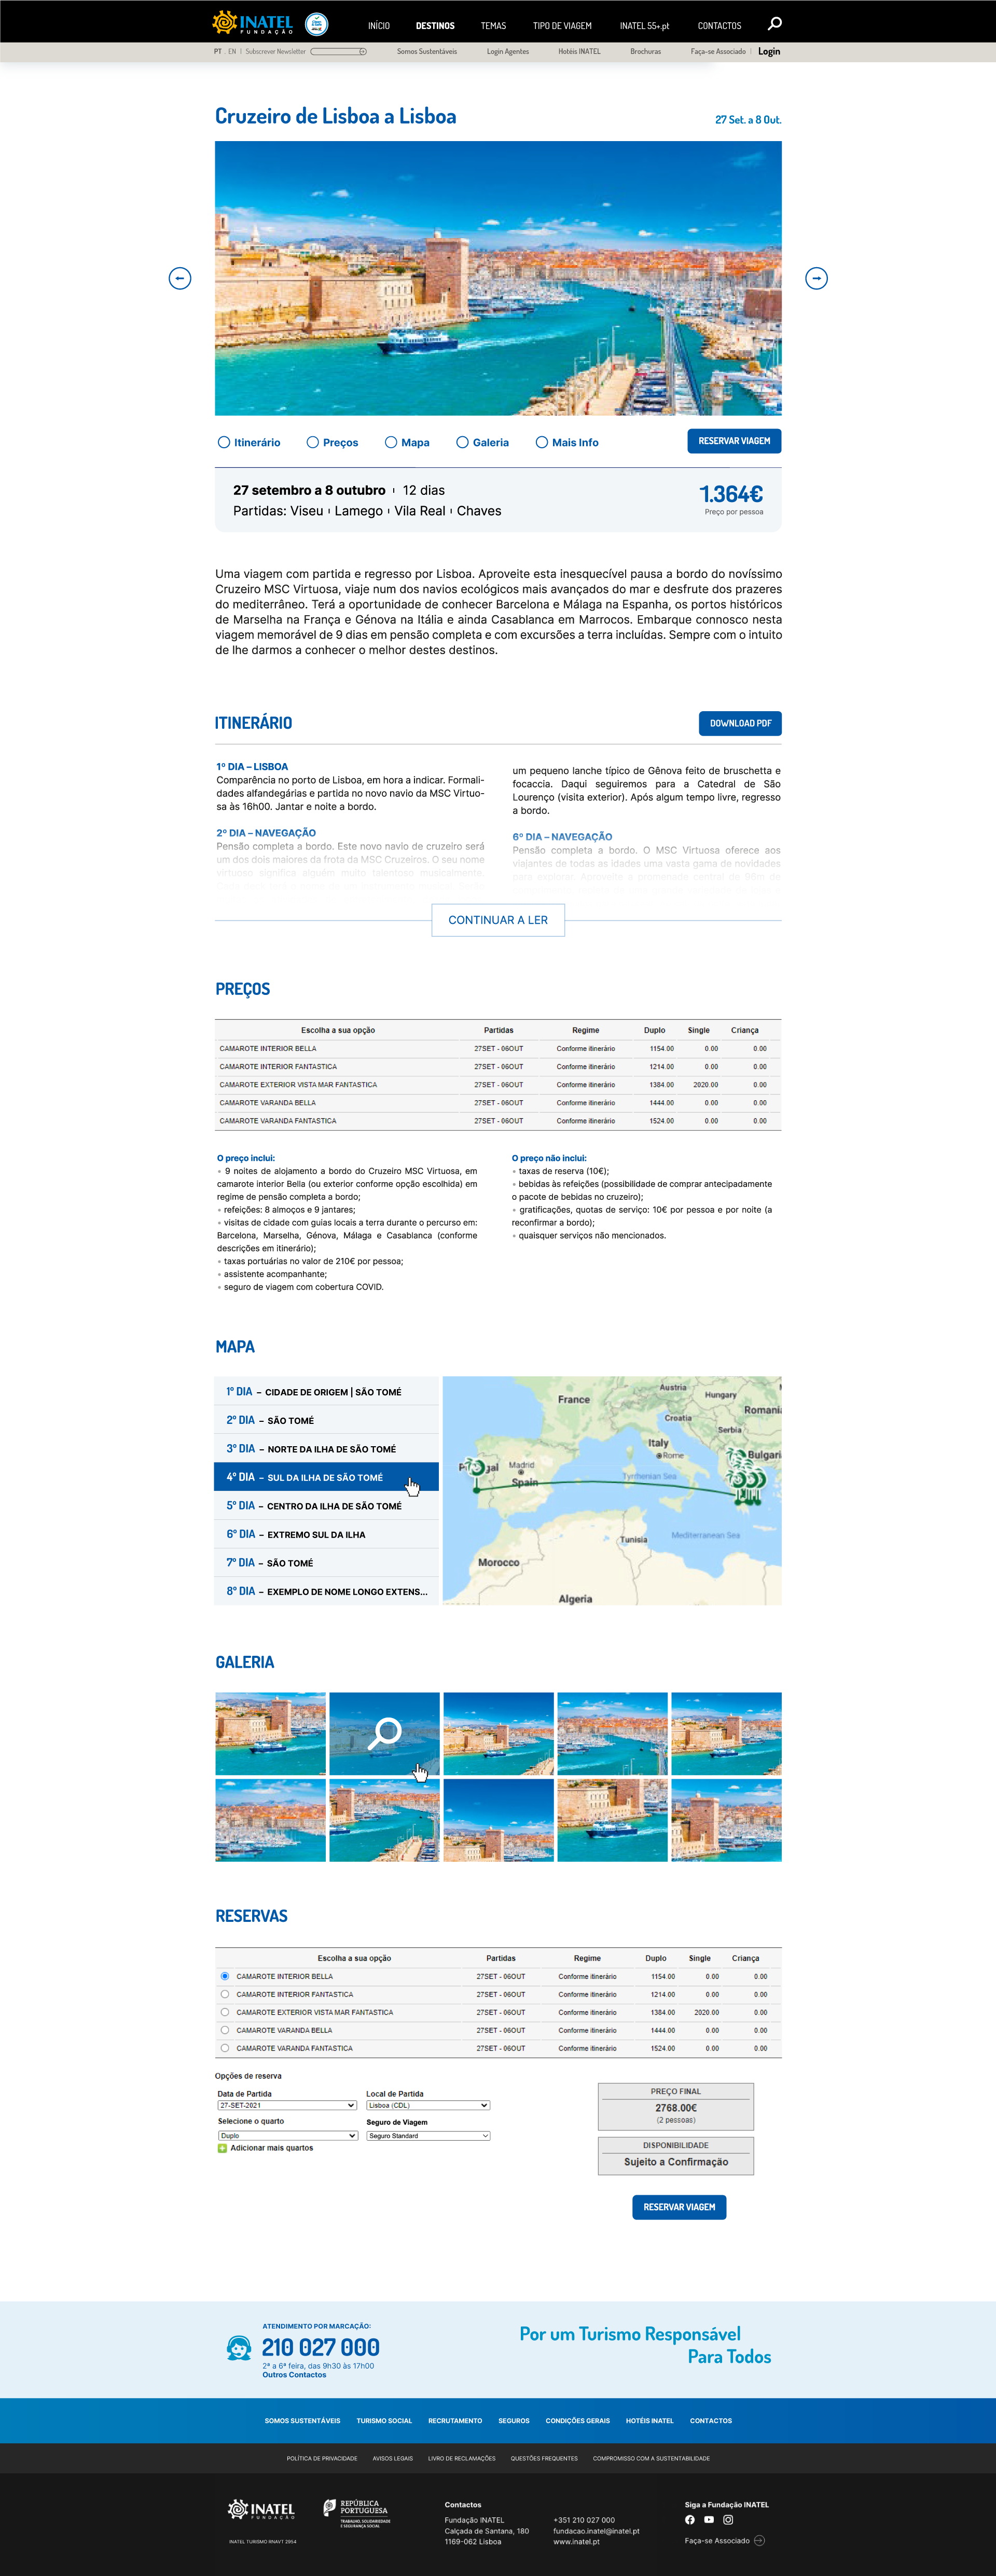 INATEL
FUNDAÇÃO
INÍCIO DESTINOS TEMAS TIPO DE VIAGEM INATEL 55+.pt CONTACTOS
PT . EN | Subscrever Newsletter Somos Sustentáveis Login Agentes Hotéis INATEL Brochuras Faça-se Associado | Login
Cruzeiro de Lisboa a Lisboa
27 Set. a 8 Out.
Itinerário Preços Mapa Galeria Mais Info RESERVAR VIAGEM
27 setembro a 8 outubro | 12 dias
Partidas: Viseu | Lamego | Vila Real | Chaves
1.364€
Preço por pessoa
Uma viagem com partida e regresso por Lisboa. Aproveite esta inesquecível pausa a bordo do novíssimo
Cruzeiro MSC Virtuosa, viaje num dos navios ecológicos mais avançados do mar e desfrute dos prazeres
do mediterrâneo. Terá a oportunidade de conhecer Barcelona e Málaga na Espanha, os portos históricos
de Marselha na França e Génova na Itália e ainda Casablanca em Marrocos. Embarque connosco nesta
viagem memorável de 9 dias em pensão completa e com excursões a terra incluídas. Sempre com o intuito
de lhe darmos a conhecer o melhor destes destinos.
ITINERÁRIO
DOWNLOAD PDF
1º DIA – LISBOA
Comparência no porto de Lisboa, em hora a indicar. Formali-
dades alfandegárias e partida no novo navio da MSC Virtuo-
sa às 16h00. Jantar e noite a bordo.
2º DIA – NAVEGAÇÃO
Pensão completa a bordo. Este novo navio de cruzeiro será
um dos dois maiores da frota da MSC Cruzeiros. O seu nome
virtuoso significa alguém muito talentoso musicalmente.
um pequeno lanche típico de Gênova feito de bruschetta e
focaccia. Daqui seguiremos para a Catedral de São
Lourenço (visita exterior). Após algum tempo livre, regresso
a bordo.
6º DIA – NAVEGAÇÃO
Pensão completa a bordo. O MSC Virtuosa oferece aos
viajantes de todas as idades uma vasta gama de novidades
para explorar. Aproveite a promenade central de 98m de
CONTINUAR A LER
PREÇOS
Escolha a sua opção Partidas Regime Duplo Single Criança
CAMAROTE INTERIOR BELLA 27SET - 06OUT Conforme itinerário 1154.00 0.00 0.00
CAMAROTE INTERIOR FANTASTICA 27SET - 06OUT Conforme itinerário 1214.00 0.00 0.00
CAMAROTE EXTERIOR VISTA MAR FANTASTICA 27SET - 06OUT Conforme itinerário 1384.00 2020.00 0.00
CAMAROTE VARANDA BELLA 27SET - 06OUT Conforme itinerário 1444.00 0.00 0.00
CAMAROTE VARANDA FANTASTICA 27SET - 06OUT Conforme itinerário 1524.00 0.00 0.00
O preço inclui:
• 9 noites de alojamento a bordo do Cruzeiro MSC Virtuosa, em
camarote interior Bella (ou exterior conforme opção escolhida) em
regime de pensão completa a bordo;
• refeições: 8 almoços e 9 jantares;
• visitas de cidade com guias locais a terra durante o percurso em:
Barcelona, Marselha, Génova, Málaga e Casablanca (conforme
descrições em itinerário);
• taxas portuárias no valor de 210€ por pessoa;
• assistente acompanhante;
• seguro de viagem com cobertura COVID.
O preço não inclui:
• taxas de reserva (10€);
• bebidas às refeições (possibilidade de comprar antecipadamente
o pacote de bebidas no cruzeiro);
• gratificações, quotas de serviço: 10€ por pessoa e por noite (a
reconfirmar a bordo);
• quaisquer serviços não mencionados.
MAPA
1º DIA – CIDADE DE ORIGEM | SÃO TOMÉ
2º DIA – SÃO TOMÉ
3º DIA – NORTE DA ILHA DE SÃO TOMÉ
4º DIA – SUL DA ILHA DE SÃO TOMÉ
5º DIA – CENTRO DA ILHA DE SÃO TOMÉ
6º DIA – EXTREMO SUL DA ILHA
7º DIA – SÃO TOMÉ
8º DIA – EXEMPLO DE NOME LONGO EXTENS...
Austria
France
Hungary
Romania
Croatia
Serbia
Italy
Rome
Bulgari
Madrid
Spain
Tyrrhenian Sea
Mediterranean Sea
Tunisia
Morocco
Algeria
GALERIA
RESERVAS
Escolha a sua opção Partidas Regime Duplo Single Criança
CAMAROTE INTERIOR BELLA 27SET - 06OUT Conforme itinerário 1154.00 0.00 0.00
CAMAROTE INTERIOR FANTASTICA 27SET - 06OUT Conforme itinerário 1214.00 0.00 0.00
CAMAROTE EXTERIOR VISTA MAR FANTASTICA 27SET - 06OUT Conforme itinerário 1384.00 2020.00 0.00
CAMAROTE VARANDA BELLA 27SET - 06OUT Conforme itinerário 1444.00 0.00 0.00
CAMAROTE VARANDA FANTASTICA 27SET - 06OUT Conforme itinerário 1524.00 0.00 0.00
Opções de reserva
Data de Partida Local de Partida
27-SET-2021 Lisboa (CDL)
Selecione o quarto Seguro de Viagem
Duplo Seguro Standard
Adicionar mais quartos
PREÇO FINAL
2768.00€
(2 pessoas)
DISPONIBILIDADE
Sujeito a Confirmação
RESERVAR VIAGEM
ATENDIMENTO POR MARCAÇÃO:
210 027 000
2ª a 6ª feira, das 9h30 às 17h00
Outros Contactos
Por um Turismo Responsável
Para Todos
SOMOS SUSTENTÁVEIS TURISMO SOCIAL RECRUTAMENTO SEGUROS CONDIÇÕES GERAIS HOTÉIS INATEL CONTACTOS
POLÍTICA DE PRIVACIDADE AVISOS LEGAIS LIVRO DE RECLAMAÇÕES QUESTÕES FREQUENTES COMPROMISSO COM A SUSTENTABILIDADE
INATEL
FUNDAÇÃO
INATEL TURISMO RNAVT 2954
REPÚBLICA
PORTUGUESA
TRABALHO, SOLIDARIEDADE
E SEGURANÇA SOCIAL
Contactos
Fundação INATEL
Calçada de Santana, 180
1169-062 Lisboa
+351 210 027 000
fundacao.inatel@inatel.pt
www.inatel.pt
Siga a Fundação INATEL
Faça-se Associado